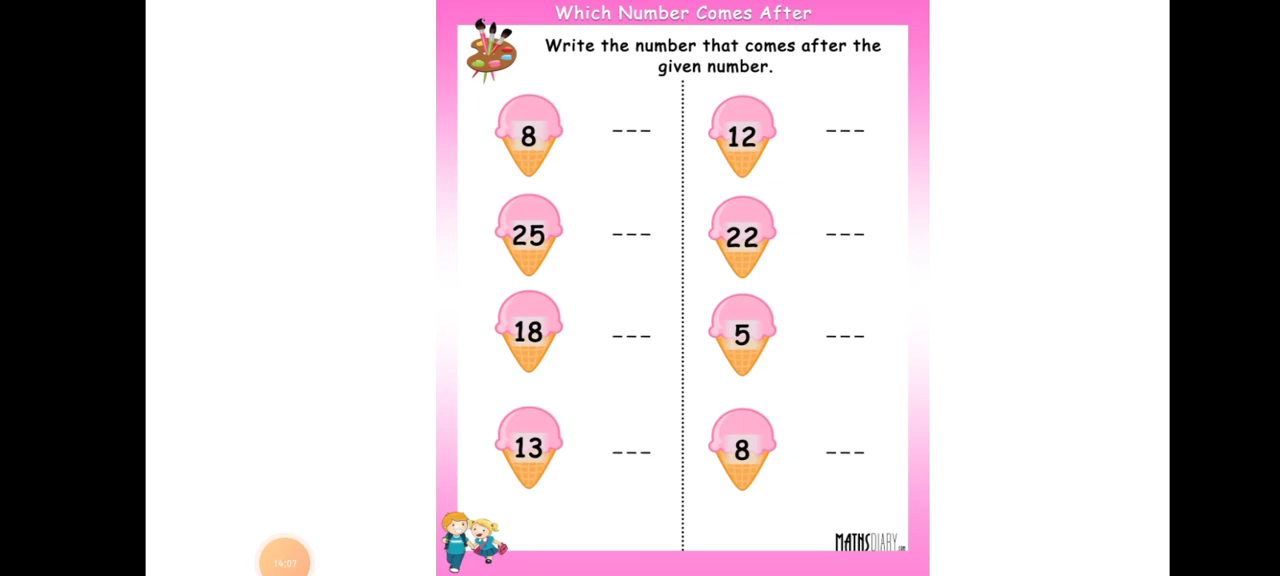 Which Number Comes After
Write the number that comes after the
given number.
8 --- 12 ---
25 --- 22 ---
18 --- 5 ---
13 --- 8 ---
MATHSDIARY.com
14:07